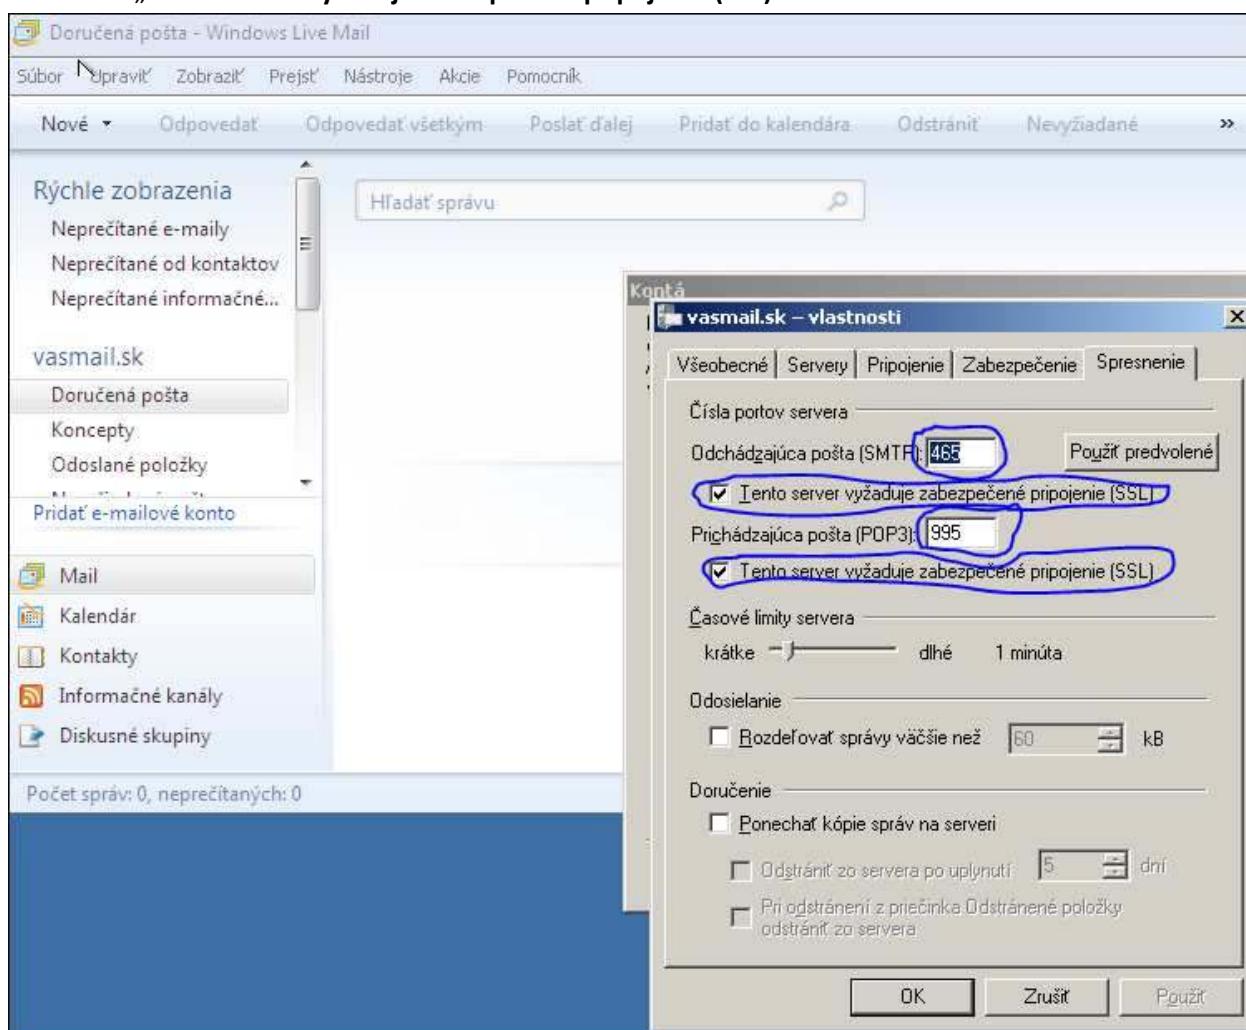 Doručená pošta - Windows Live Mail
Súbor Upraviť Zobraziť Prejsť Nástroje Akcie Pomocník
Nové Odpovedať Odpovedať všetkým Poslať ďalej Pridať do kalendára Odstrániť Nevyžiadané »
Rýchle zobrazenia
Neprečítané e-maily
Neprečítané od kontaktov
Neprečítané informačné...
vasmail.sk
Doručená pošta
Koncepty
Odoslané položky
Pridať e-mailové konto
Mail
Kalendár
Kontakty
Informačné kanály
Diskusné skupiny
Počet správ: 0, neprečítaných: 0
Hľadať správu
Kontá
vasmail.sk – vlastnosti
Všeobecné Servery Pripojenie Zabezpečenie Spresnenie
Čísla portov servera
Odchádzajúca pošta (SMTP): 465 Použiť predvolené
Tento server vyžaduje zabezpečené pripojenie (SSL)
Prichádzajúca pošta (POP3): 995
Tento server vyžaduje zabezpečené pripojenie (SSL)
Časové limity servera
krátke dlhé 1 minúta
Odosielanie
Rozdeľovať správy väčšie než 60 kB
Doručenie
Ponechať kópie správ na serveri
Odstrániť zo servera po uplynutí 5 dní
Pri odstránení z priečinka Odstránené položky
odstrániť zo servera
OK Zrušiť Použiť